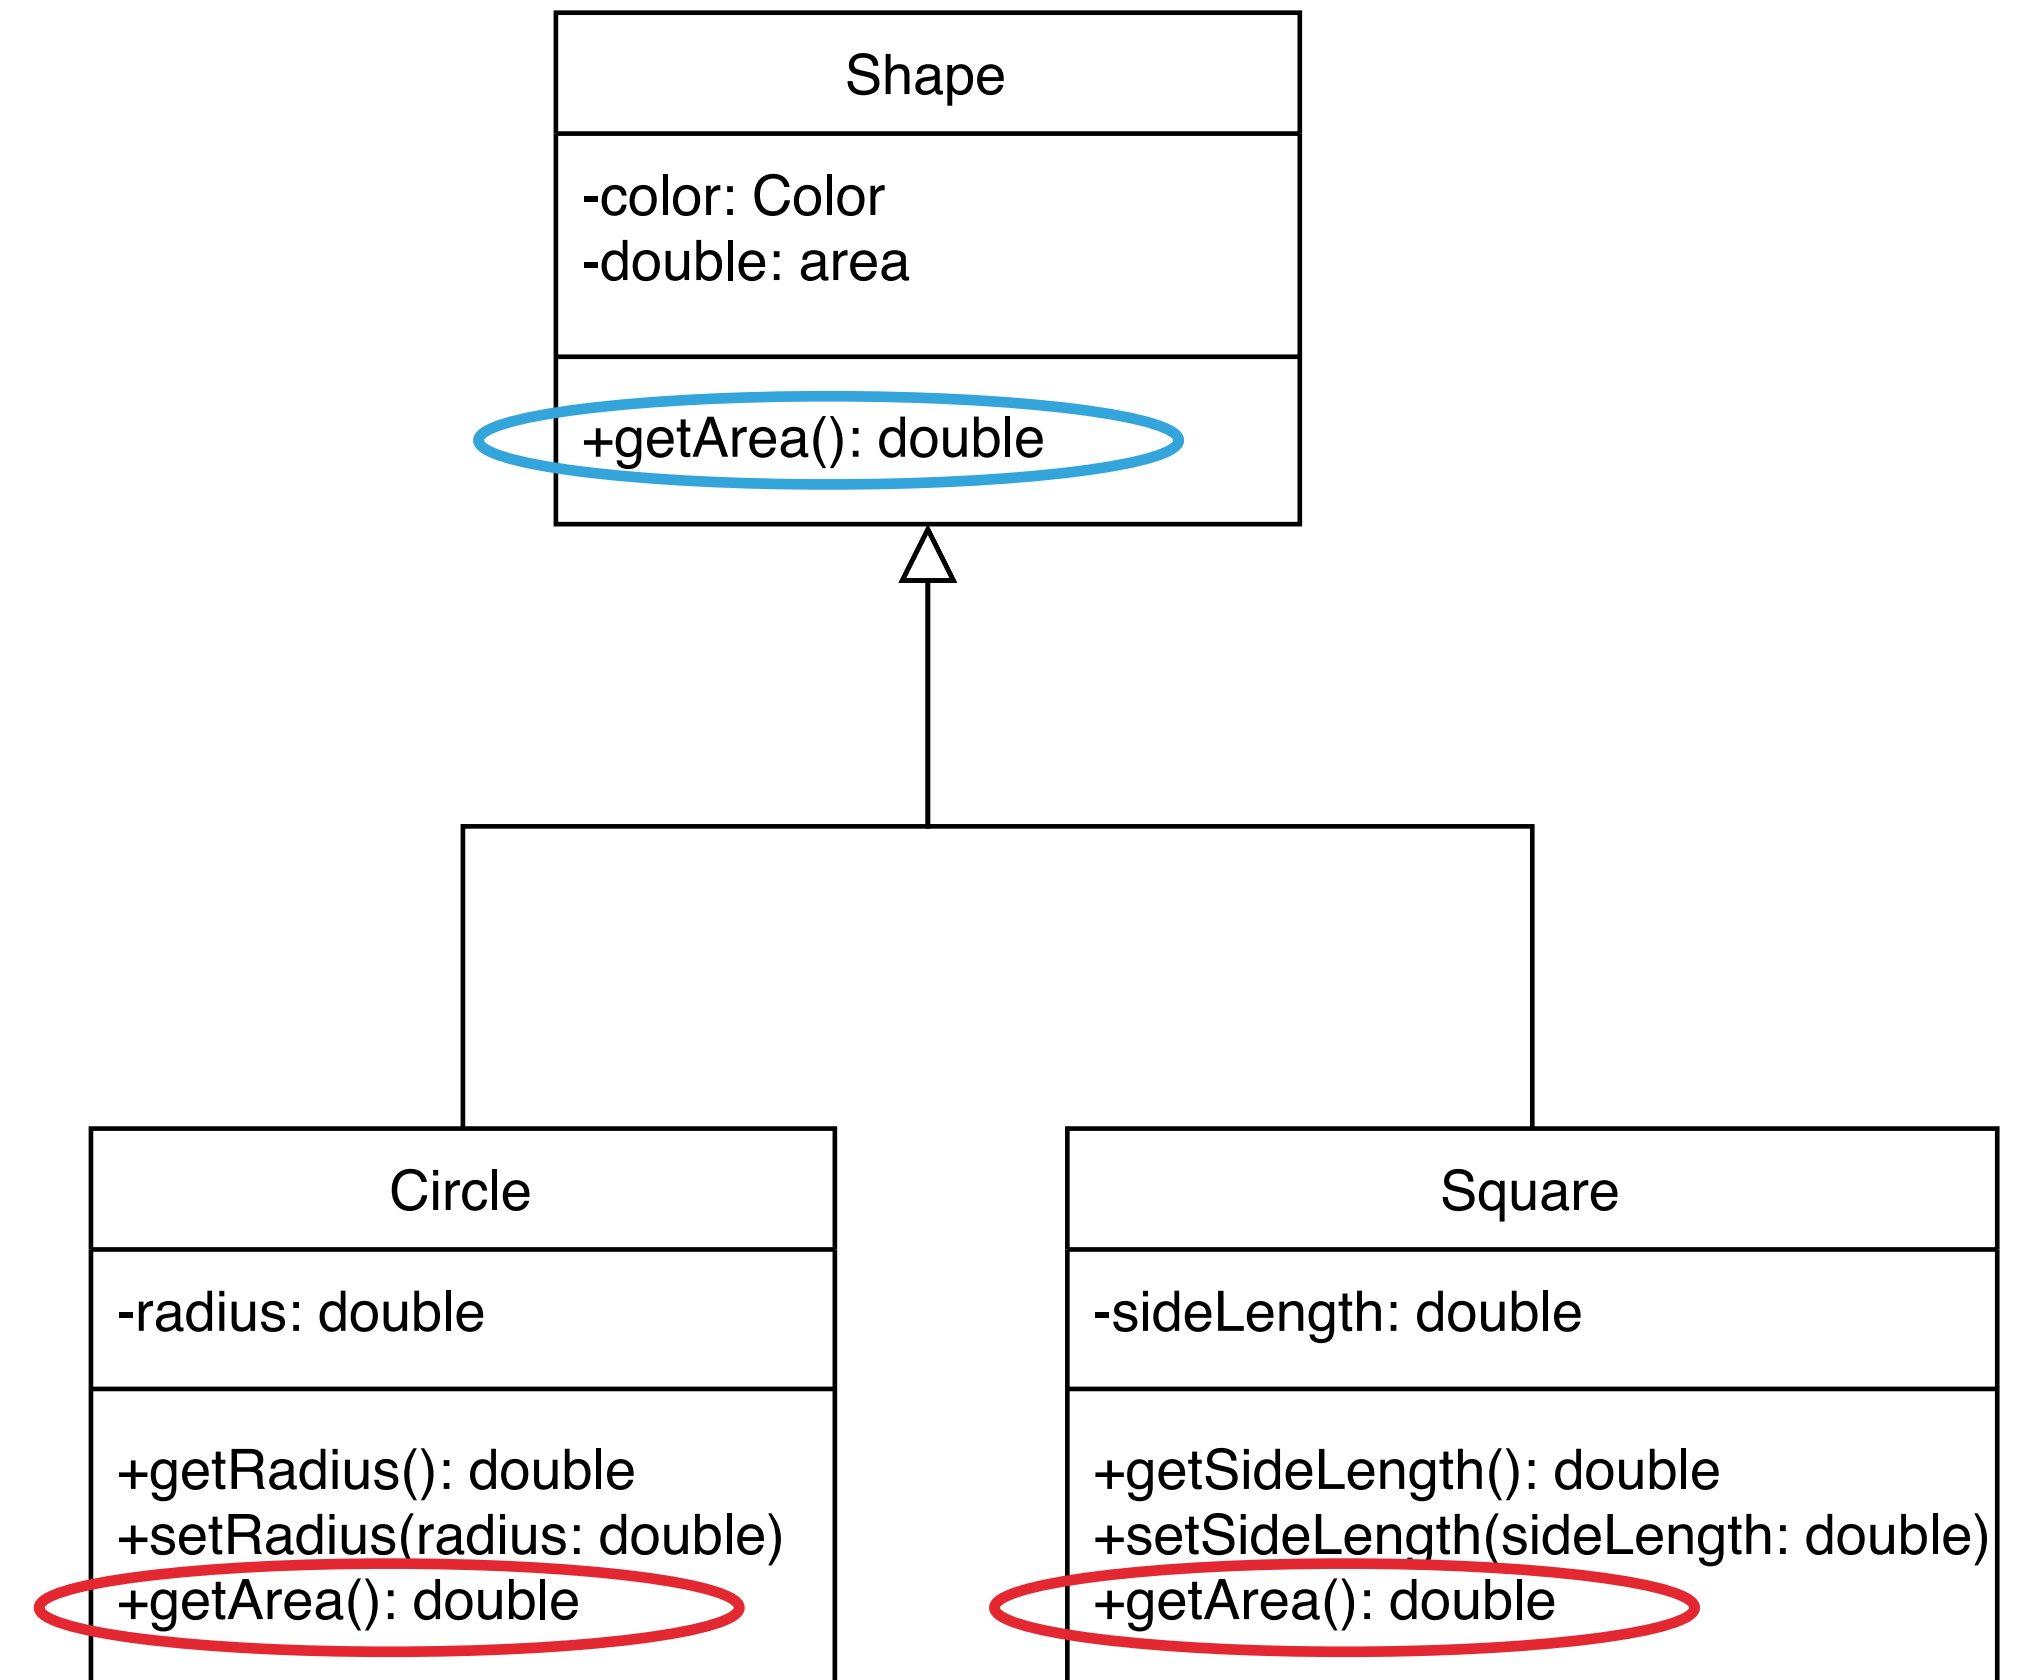 Shape
-color: Color
-double: area
+getArea(): double
Circle
-radius: double
+getRadius(): double
+setRadius(radius: double)
+getArea(): double
Square
-sideLength: double
+getSideLength(): double
+setSideLength(sideLength: double)
+getArea(): double